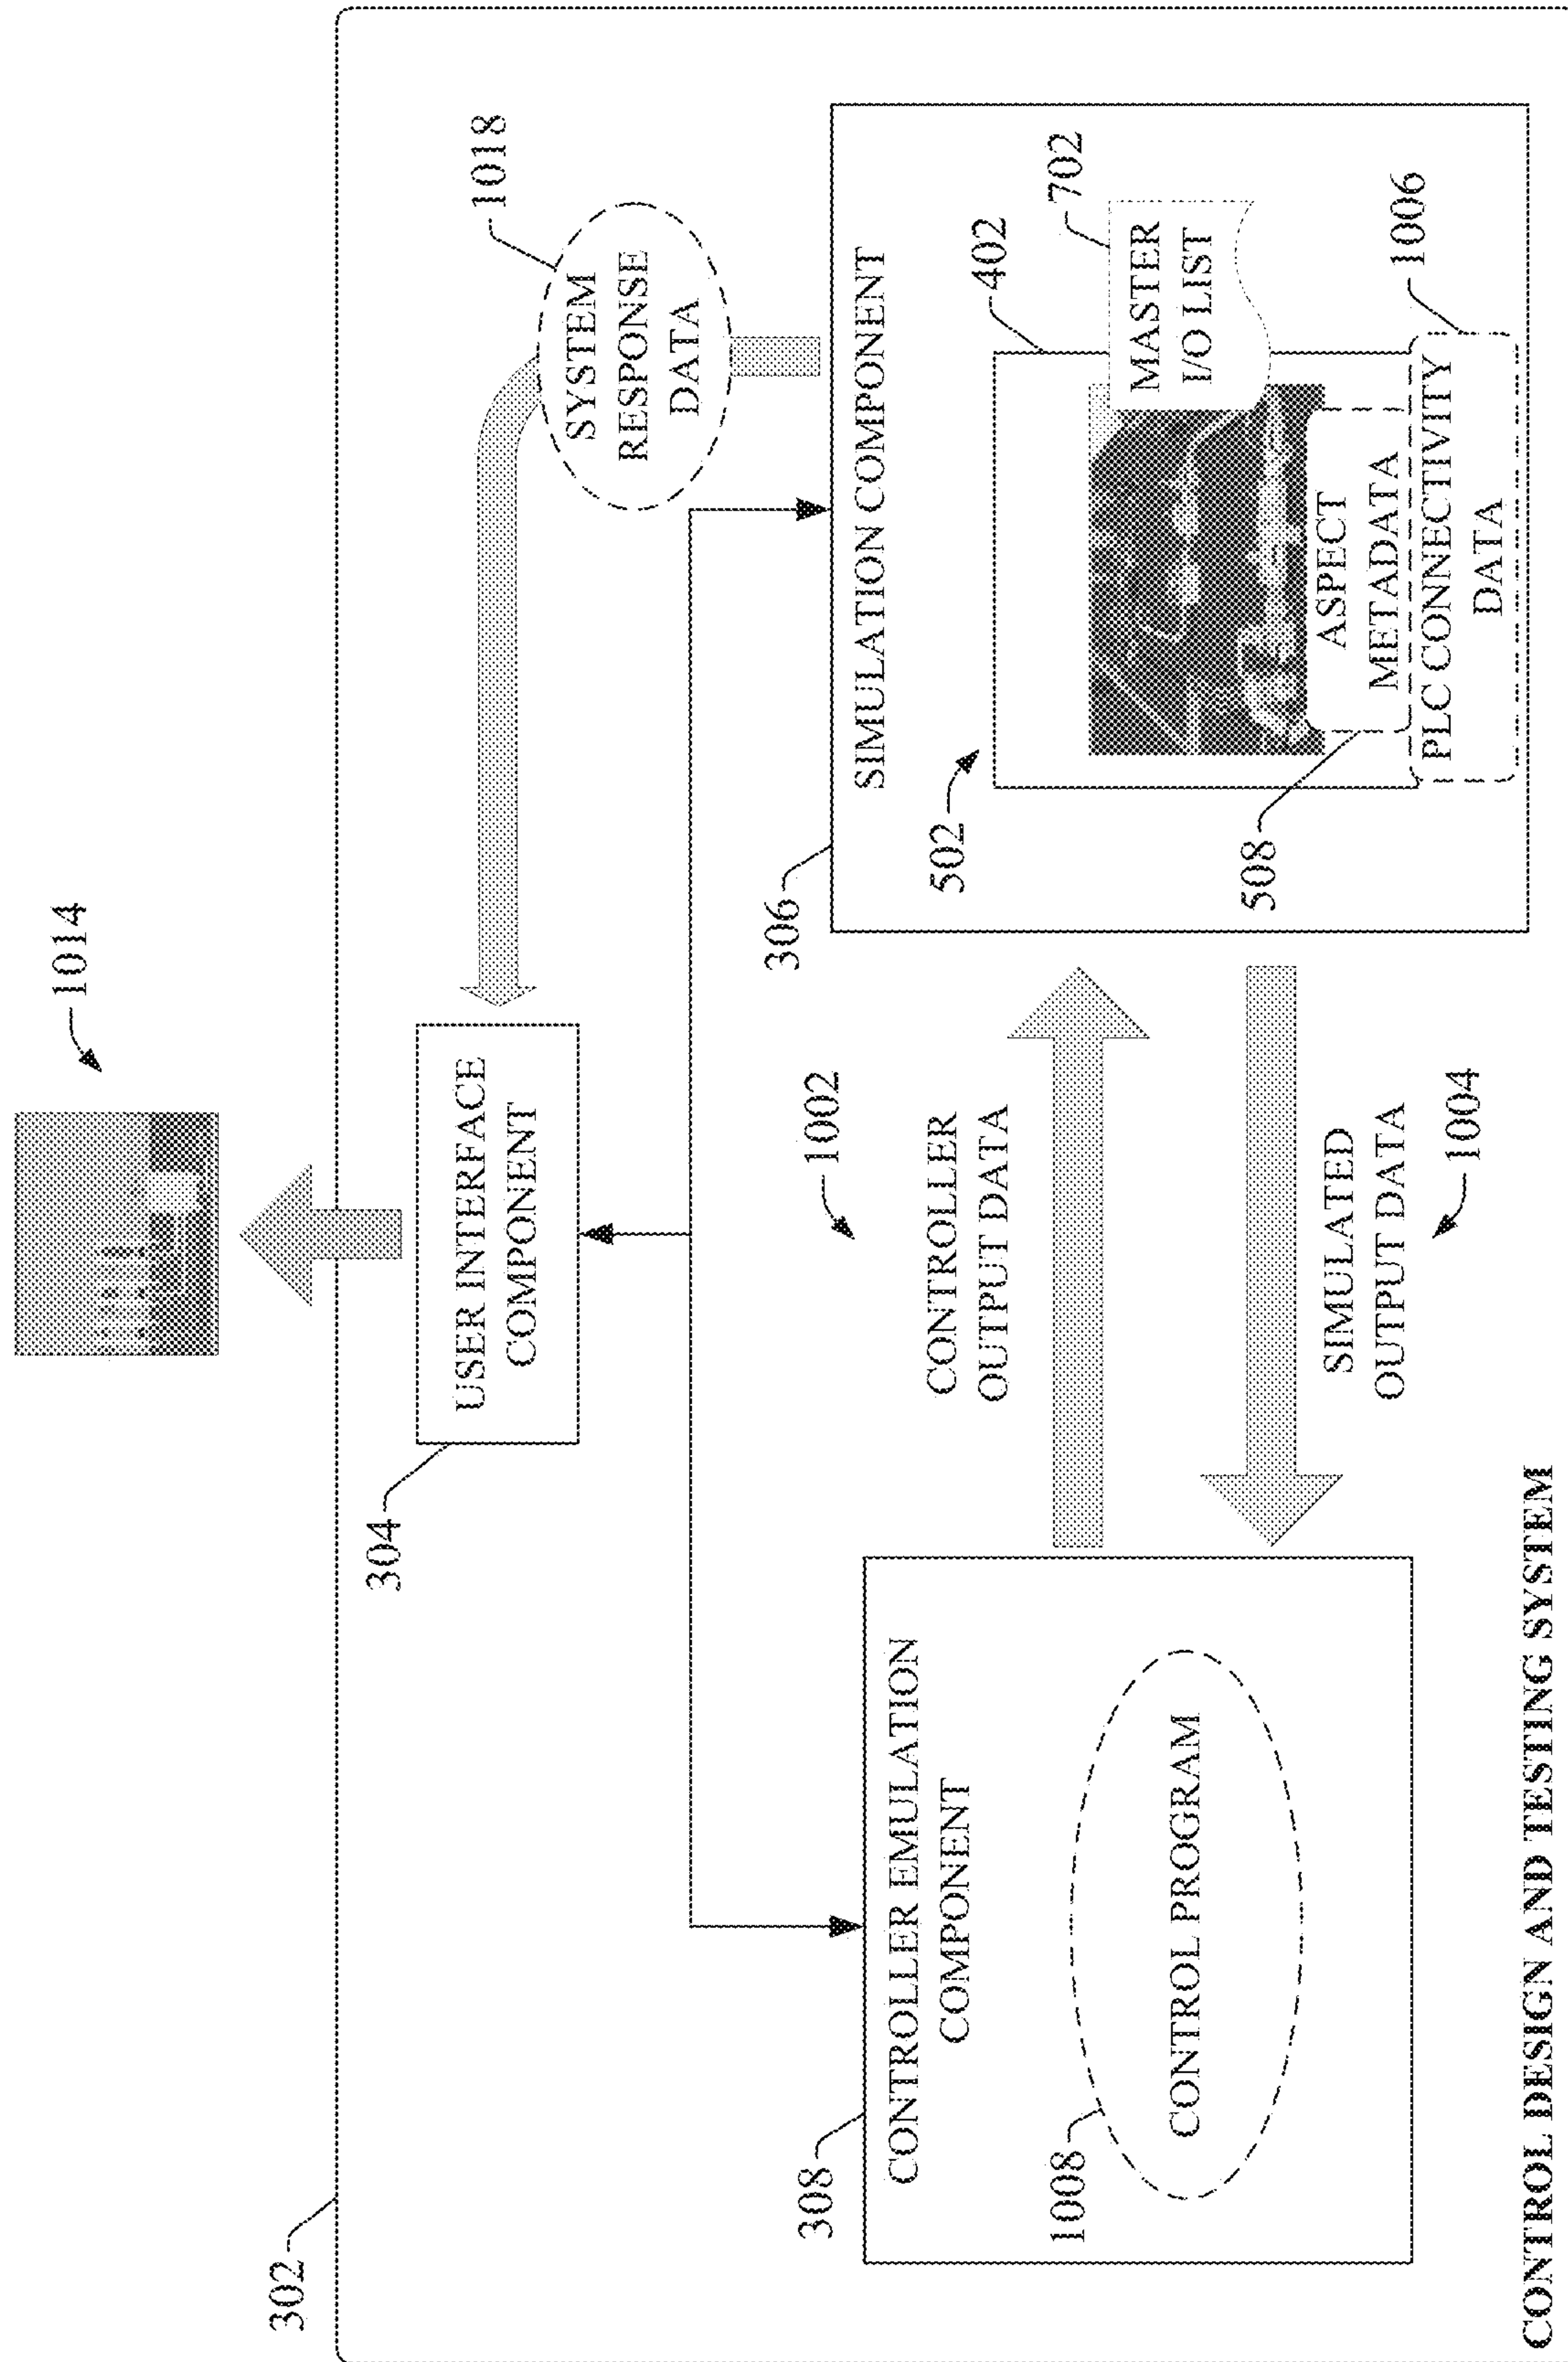 1014
302
304
USER INTERFACE
COMPONENT
1018
SYSTEM
RESPONSE
DATA
308
CONTROLLER EMULATION
COMPONENT
1008
CONTROL PROGRAM
1002
CONTROLLER
OUTPUT DATA
SIMULATED
OUTPUT DATA
1004
306
SIMULATION COMPONENT
502
402
702
MASTER
I/O LIST
508
ASPECT
METADATA
1006
PLC CONNECTIVITY
DATA
CONTROL DESIGN AND TESTING SYSTEM